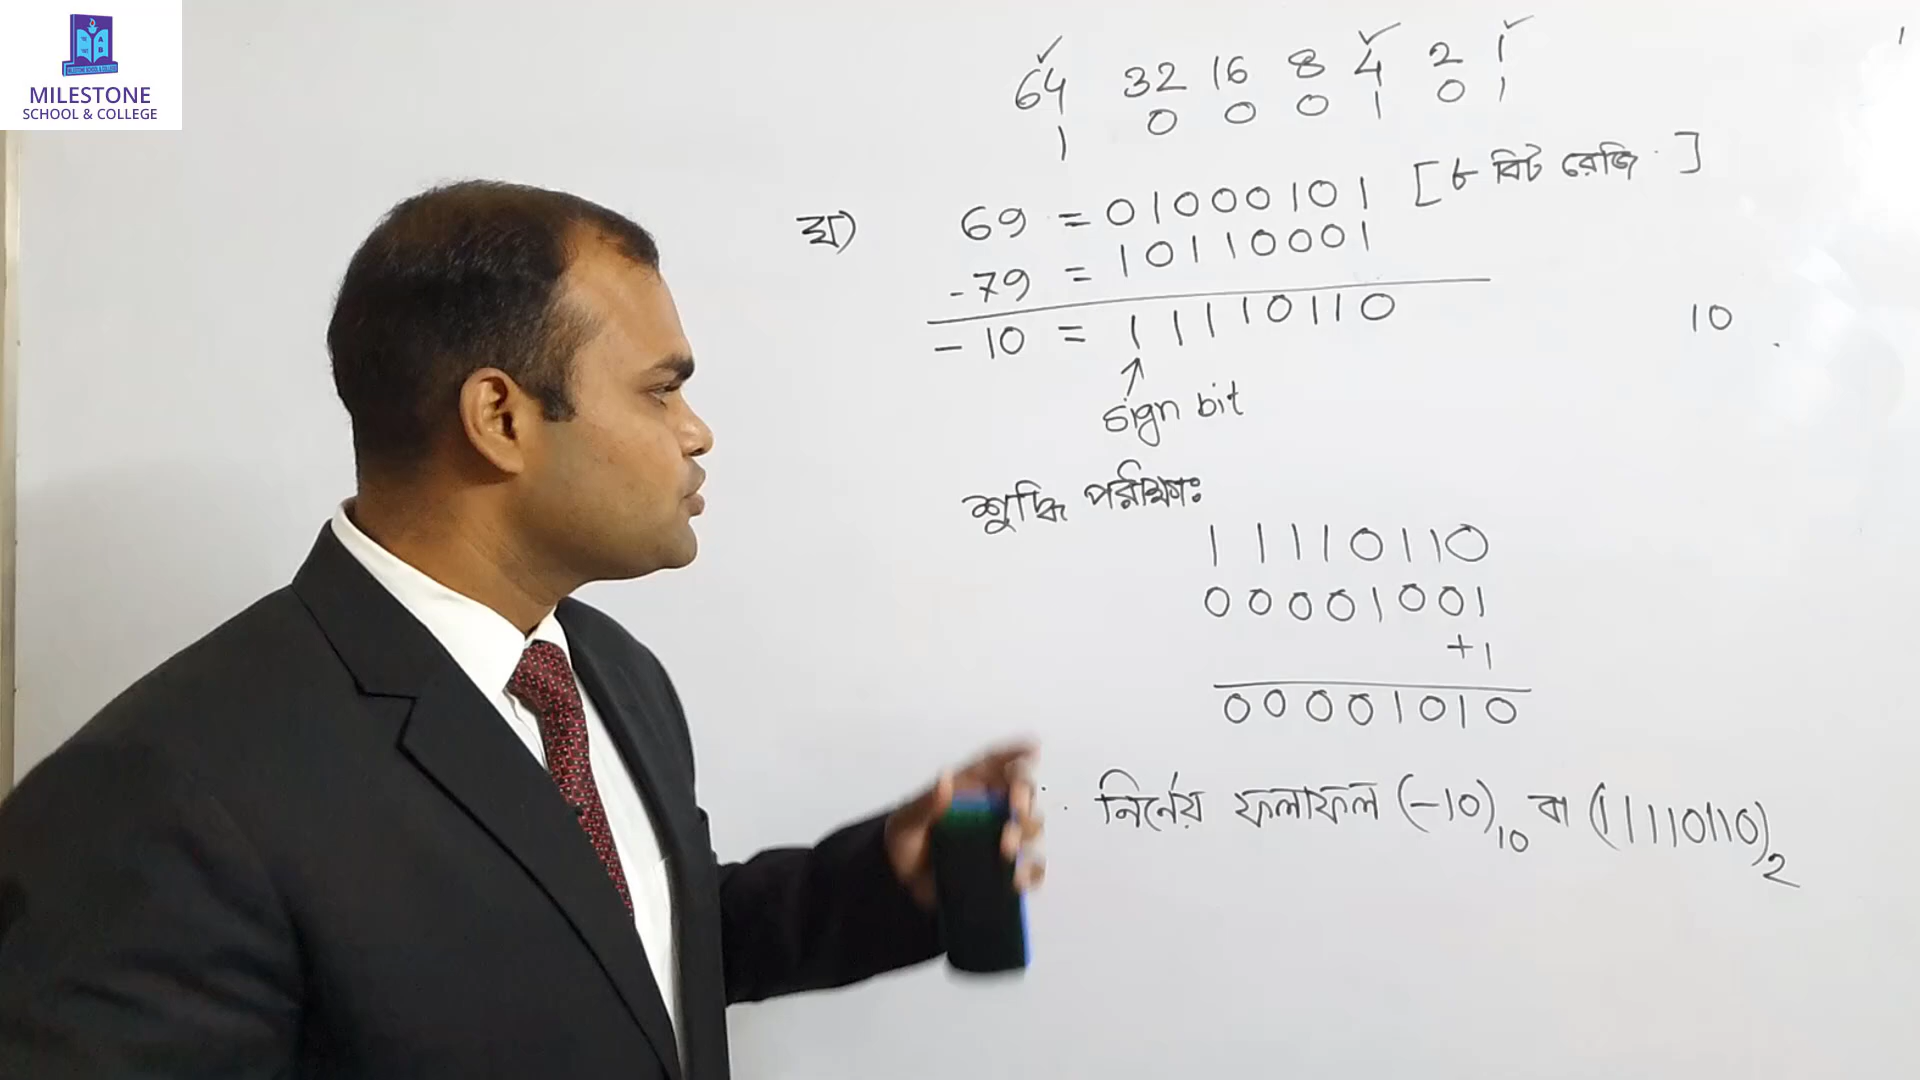 MILESTONE
SCHOOL & COLLEGE
64 32 16 8 4 2 1
1 0 0 0 1 0 1
ঘ) 69 = 01000101 [৮ বিট রেজি.]
-79 = 10110001
-10 = 11110110
10
sign bit
শুদ্ধি পরীক্ষাঃ
11110110
00001001
+1
00001010
নির্ণেয় ফলাফল (-10)10 বা (11110110)2